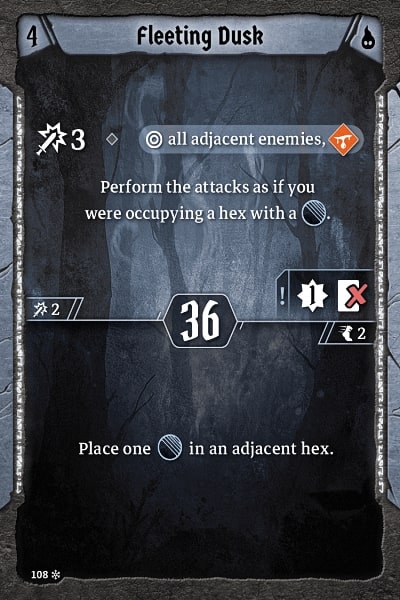 4
Fleeting Dusk
3 all adjacent enemies,
Perform the attacks as if you
were occupying a hex with a .
2
! 1
36
2
Place one in an adjacent hex.
108